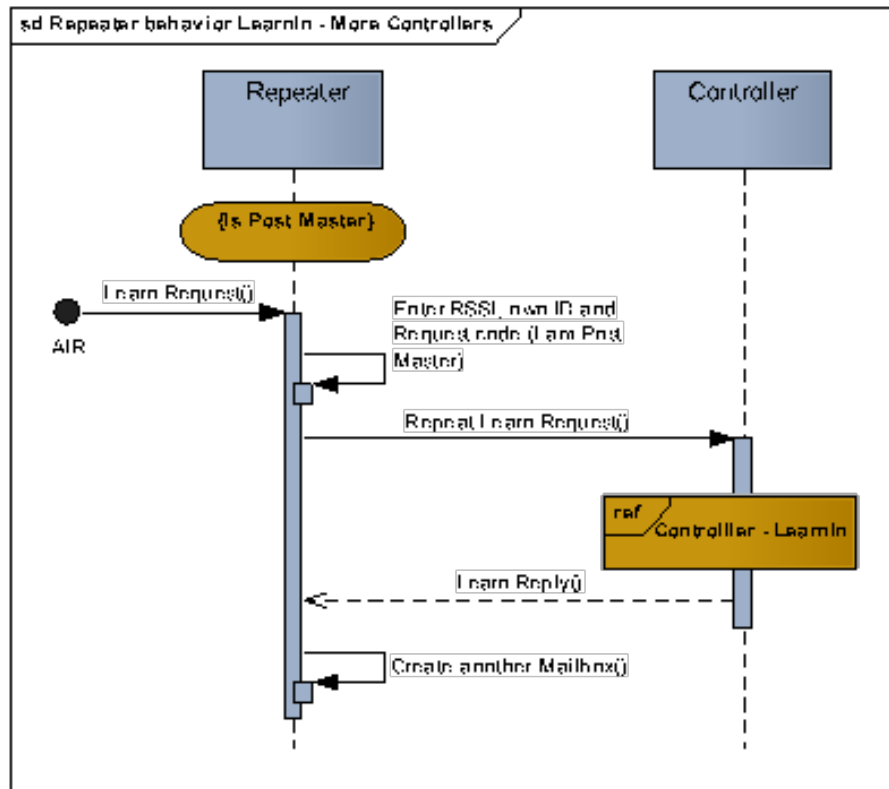 sd Repeater behavior LearnIn - More Controllers
Repeater
Controller
{Is Post Master}
Learn Request()
AIR
Enter RSSI, own ID and
Request code (I am Post
Master)
Repeat Learn Request()
ref
Controlller - LearnIn
Learn Reply()
Create another Mailbox()